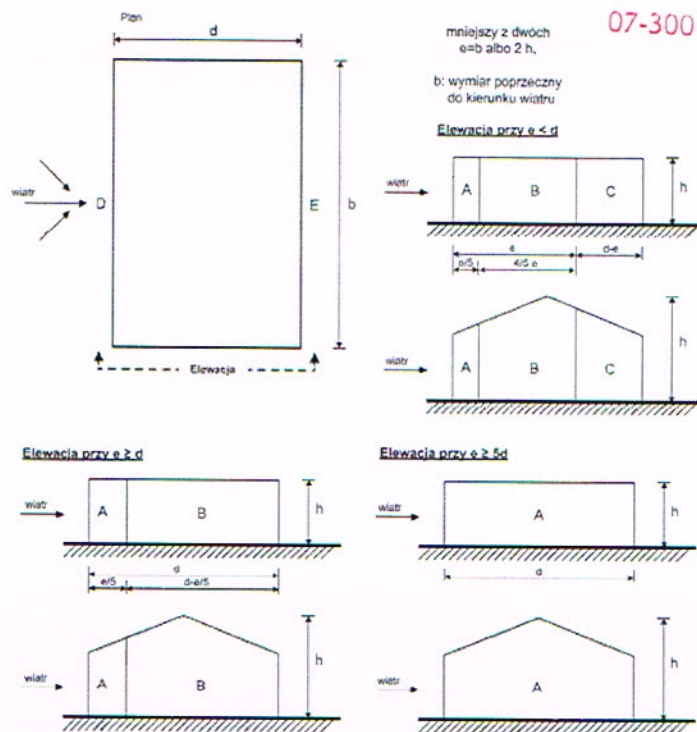 Plan
d
wiatr
D
E
b
Elewacja
07-300
mniejszy z dwóch
e=b albo 2 h,
b: wymiar poprzeczny
do kierunku wiatru
Elewacja przy e < d
wiatr
A
B
C
h
e
d-e
e/5
4/5 e
wiatr
A
B
C
h
Elewacja przy e ≥ d
wiatr
A
B
h
d
e/5
d-e/5
wiatr
A
B
h
Elewacja przy e ≥ 5d
wiatr
A
h
d
wiatr
A
h